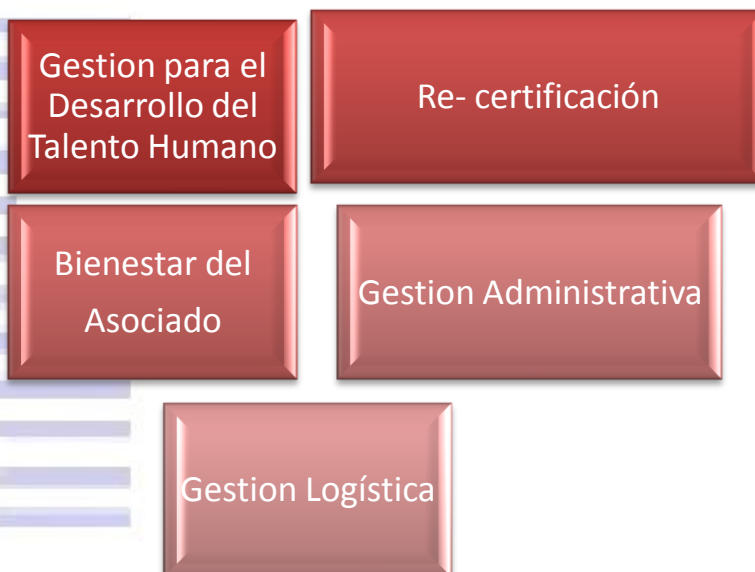 Gestion para el
Desarrollo del
Talento Humano
Re- certificación
Bienestar del
Asociado
Gestion Administrativa
Gestion Logística